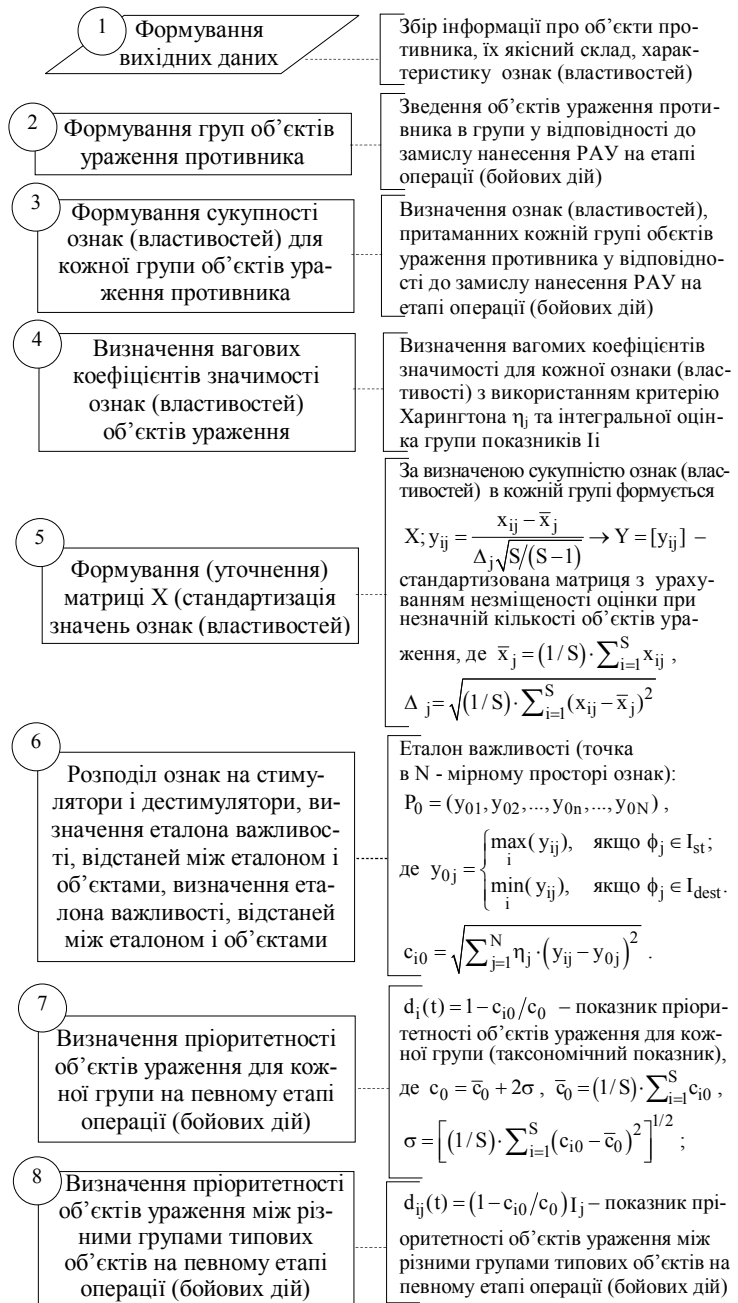 1
Формування
вихідних даних
Збір інформації про об’єкти про-
тивника, їх якісний склад, харак-
теристику ознак (властивостей)
2
Формування груп об’єктів
ураження противника
Зведення об’єктів ураження проти-
вника в групи у відповідності до
замислу нанесення РАУ на етапі
операції (бойових дій)
3
Формування сукупності
ознак (властивостей) для
кожної групи об’єктів ура-
ження противника
Визначення ознак (властивостей),
притаманних кожній групі обєктів
ураження противника у відповідно-
сті до замислу нанесення РАУ на
етапі операції (бойових дій)
4
Визначення вагових
коефіцієнтів значимості
ознак (властивостей)
об’єктів ураження
Визначення вагомих коефіцієнтів
значимості для кожної ознаки (влас-
тивості) з використанням критерію
Харингтона ηj та інтегральної оцін-
ка групи показників Ii
5
Формування (уточнення)
матриці X (стандартизація
значень ознак (властивостей)
За визначеною сукупністю ознак (влас-
тивостей) в кожній групі формується
X; y_ij = (x_ij − x̄_j) / (Δ_j √(S/(S−1))) → Y = [y_ij] –
стандартизована матриця з ураху-
ванням незміщеності оцінки при
незначній кількості об’єктів ура-
ження, де x̄_j = (1/S)·∑_{i=1}^{S} x_ij ,
Δ_j = √((1/S)·∑_{i=1}^{S} (x_ij − x̄_j)²)
6
Розподіл ознак на стиму-
лятори і дестимулятори, ви-
значення еталона важливос-
ті, відстаней між еталоном і
об’єктами, визначення ета-
лона важливості, відстаней
між еталоном і об’єктами
Еталон важливості (точка
в N - мірному просторі ознак):
P_0 = (y_01, y_02, ..., y_0n, ..., y_0N) ,
де y_0j = { max_i (y_ij), якщо ϕ_j ∈ I_st;
min_i (y_ij), якщо ϕ_j ∈ I_dest.
c_i0 = √(∑_{j=1}^{N} η_j · (y_ij − y_0j)²) .
7
Визначення пріоритетності
об’єктів ураження для кож-
ної групи на певному етапі
операції (бойових дій)
d_i(t) = 1 − c_i0/c_0 – показник пріори-
тетності об’єктів ураження для кож-
ної групи (таксономічний показник),
де c_0 = c̄_0 + 2σ , c̄_0 = (1/S)·∑_{i=1}^{S} c_i0 ,
σ = [(1/S)·∑_{i=1}^{S} (c_i0 − c̄_0)²]^{1/2} ;
8
Визначення пріоритетності
об’єктів ураження між різ-
ними групами типових
об’єктів на певному етапі
операції (бойових дій)
d_ij(t) = (1 − c_i0/c_0) I_j – показник прі-
оритетності об’єктів ураження між
різними групами типових об’єктів на
певному етапі операції (бойових дій)